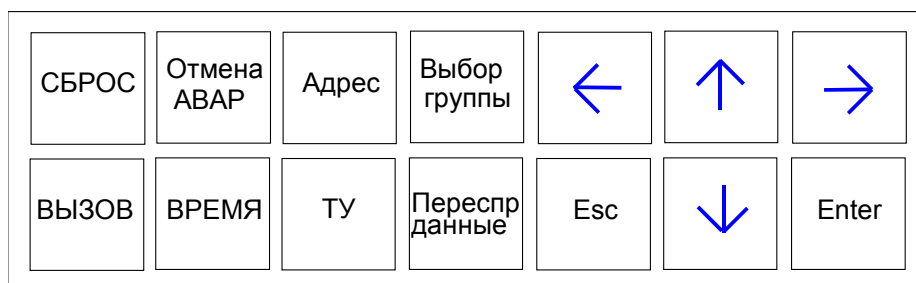 СБРОС
Отмена
АВАР
Адрес
Выбор
группы
ВЫЗОВ
ВРЕМЯ
ТУ
Переспр
данные
Esc
Enter